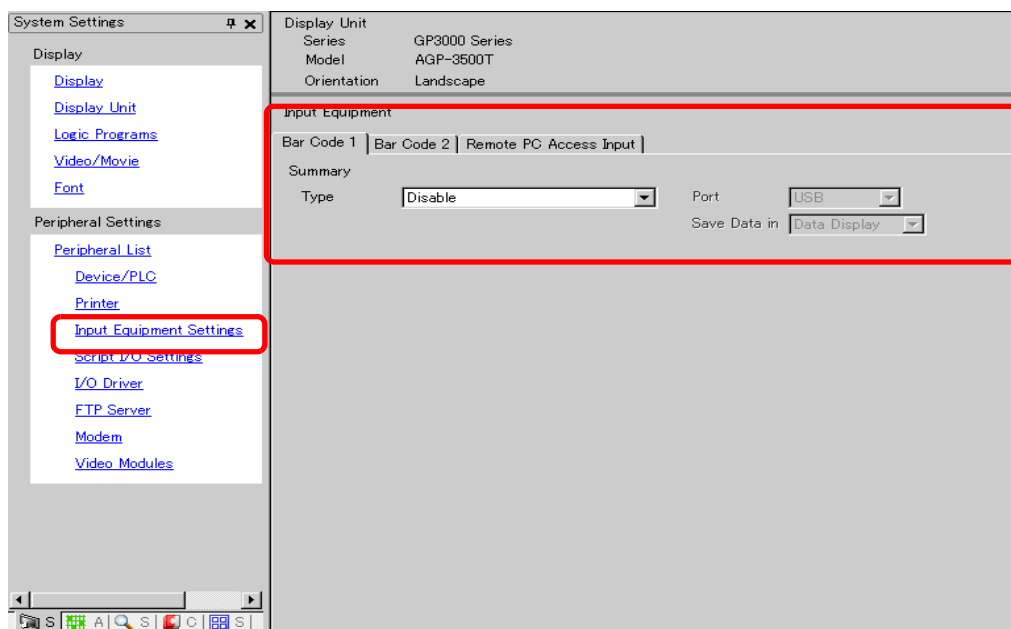 System Settings
Display
Display
Display Unit
Logic Programs
Video/Movie
Font
Peripheral Settings
Peripheral List
Device/PLC
Printer
Input Equipment Settings
Script I/O Settings
I/O Driver
FTP Server
Modem
Video Modules
S A S C S
Display Unit
Series GP3000 Series
Model AGP-3500T
Orientation Landscape
Input Equipment
Bar Code 1 Bar Code 2 Remote PC Access Input
Summary
Type Disable Port USB
Save Data in Data Display